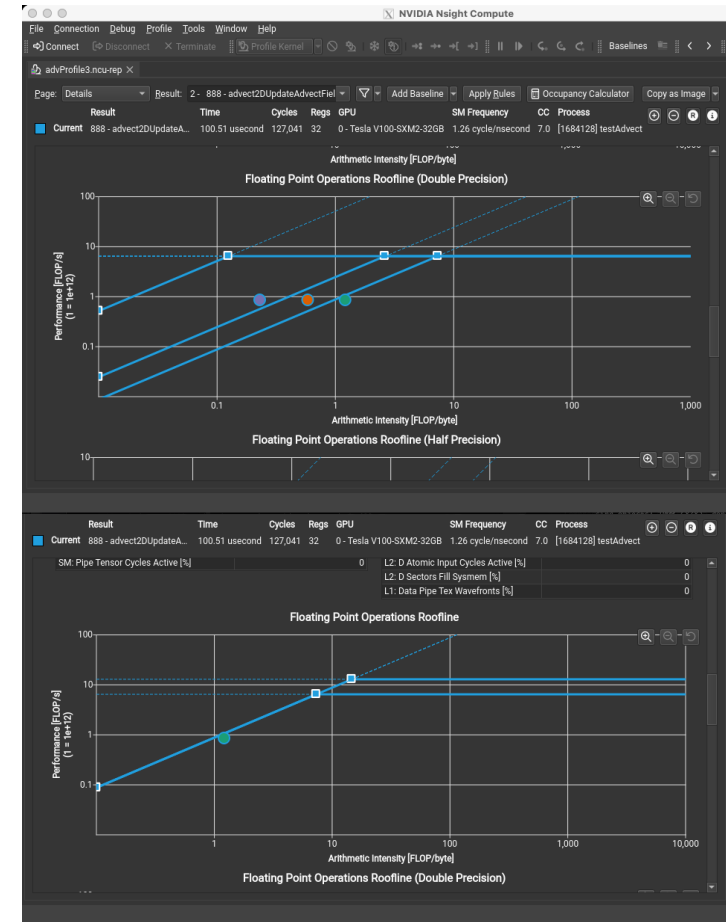 NVIDIA Nsight Compute
File Connection Debug Profile Tools Window Help
Connect Disconnect Terminate Profile Kernel Baselines
advProfile3.ncu-rep
Page: Details Result: 2 - 888 - advect2DUpdateAdvectFiel Add Baseline Apply Rules Occupancy Calculator Copy as Image
Result Time Cycles Regs GPU SM Frequency CC Process
Current 888 - advect2DUpdateA... 100.51 usecond 127,041 32 0 - Tesla V100-SXM2-32GB 1.26 cycle/nsecond 7.0 [1684128] testAdvect
Arithmetic Intensity [FLOP/byte]
Floating Point Operations Roofline (Double Precision)
100
10
1
0.1
Performance [FLOP/s]
(1 = 1e+12)
0.1 1 10 100 1,000
Arithmetic Intensity [FLOP/byte]
Floating Point Operations Roofline (Half Precision)
10
Result Time Cycles Regs GPU SM Frequency CC Process
Current 888 - advect2DUpdateA... 100.51 usecond 127,041 32 0 - Tesla V100-SXM2-32GB 1.26 cycle/nsecond 7.0 [1684128] testAdvect
SM: Pipe Tensor Cycles Active [%] 0 L2: D Atomic Input Cycles Active [%] 0
L2: D Sectors Fill Sysmem [%] 0
L1: Data Pipe Tex Wavefronts [%] 0
Floating Point Operations Roofline
100
10
1
0.1
Performance [FLOP/s]
(1 = 1e+12)
1 10 100 1,000 10,000
Arithmetic Intensity [FLOP/byte]
Floating Point Operations Roofline (Double Precision)